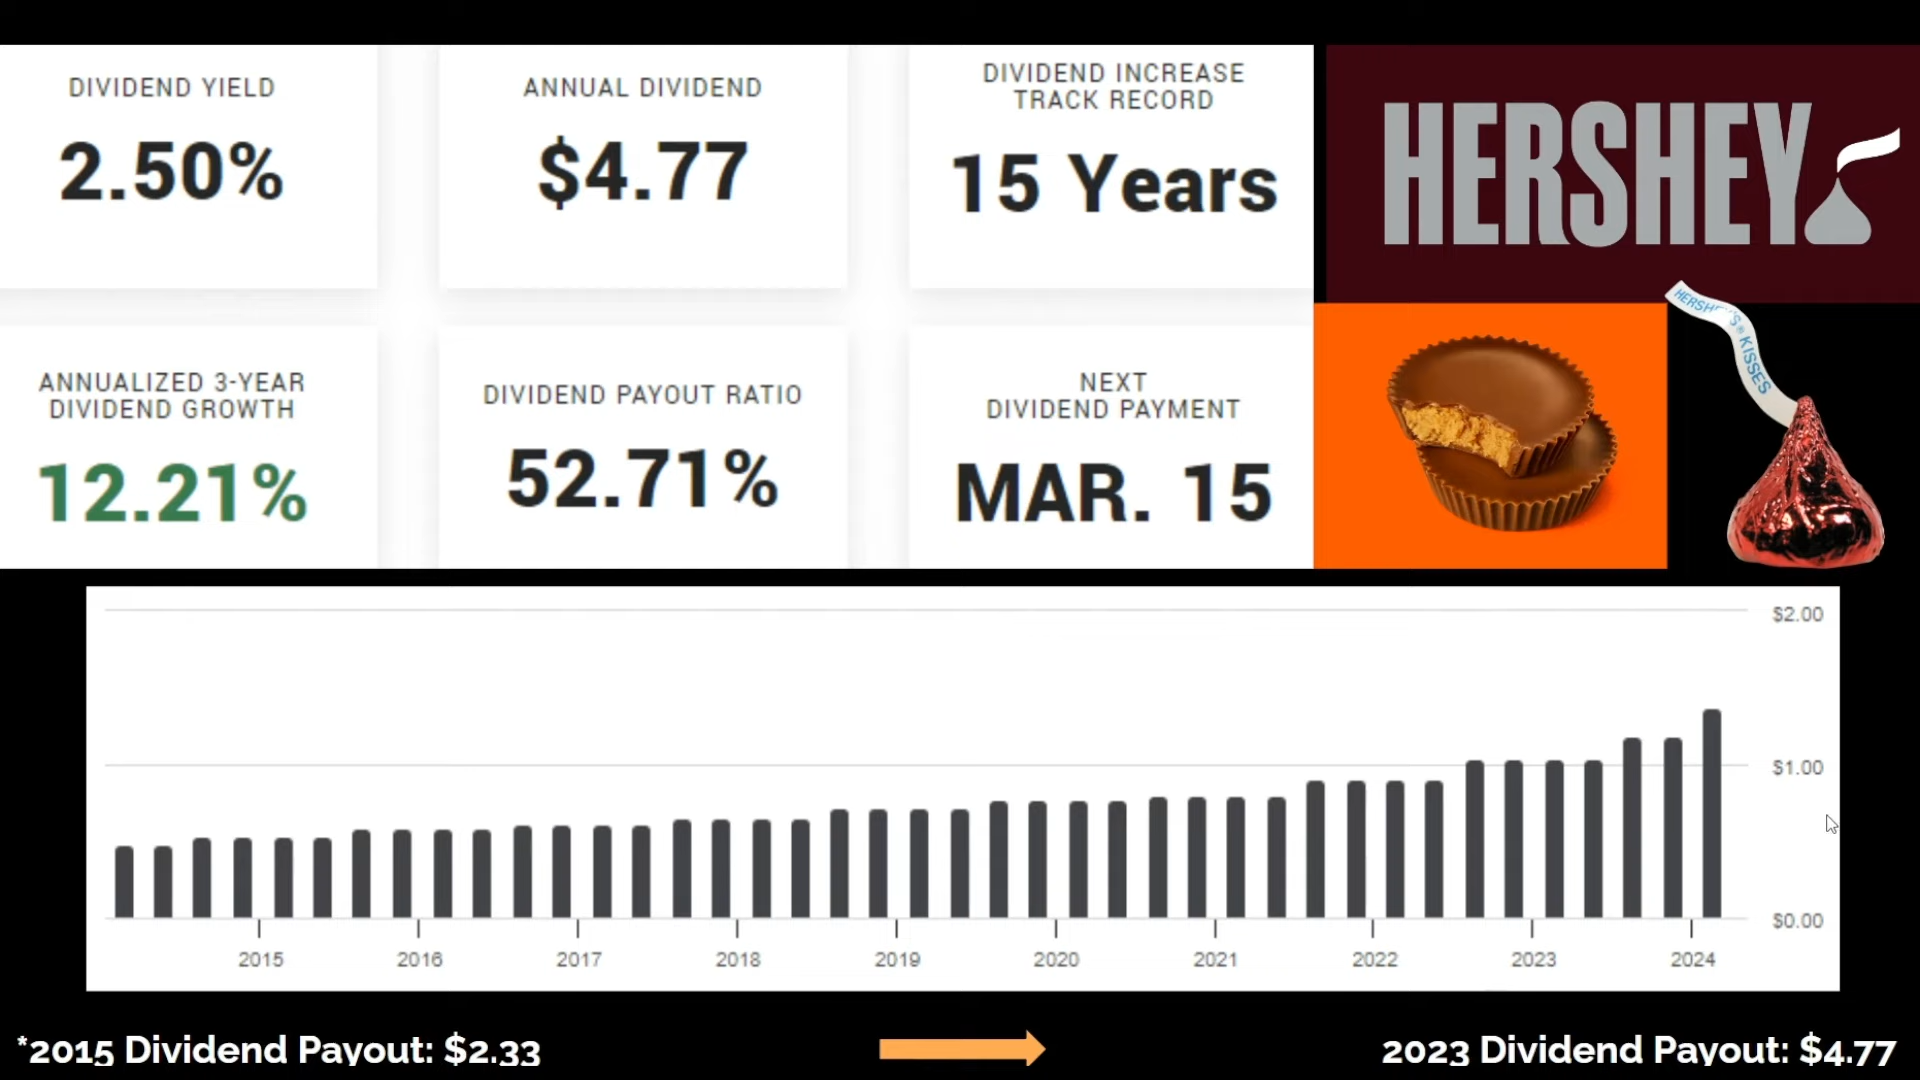 DIVIDEND YIELD
2.50%
ANNUAL DIVIDEND
$4.77
DIVIDEND INCREASE
TRACK RECORD
15 Years
HERSHEY
HERSHEY'S KISSES
ANNUALIZED 3-YEAR
DIVIDEND GROWTH
12.21%
DIVIDEND PAYOUT RATIO
52.71%
NEXT
DIVIDEND PAYMENT
MAR. 15
$2.00
$1.00
$0.00
2015
2016
2017
2018
2019
2020
2021
2022
2023
2024
*2015 Dividend Payout: $2.33
2023 Dividend Payout: $4.77